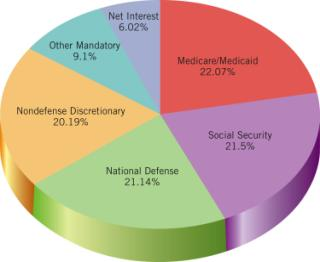 Net Interest
6.02%
Medicare/Medicaid
22.07%
Other Mandatory
9.1%
Nondefense Discretionary
20.19%
Social Security
21.5%
National Defense
21.14%